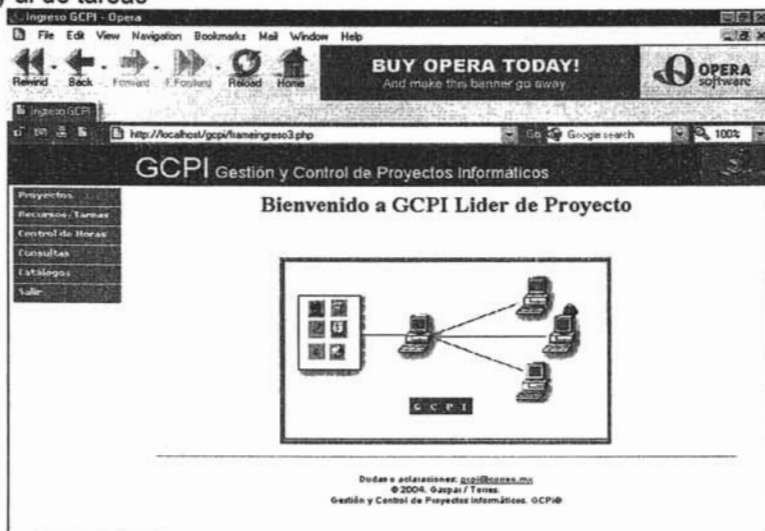 de tareas
Ingreso GCPI - Opera
File Edit View Navigation Bookmarks Mail Window Help
Rewind Back Forward F.Forward Reload Home
BUY OPERA TODAY!
And make this banner go away
OPERA
software
Ingreso GCPI
http://localhost/gcpi/frameingreso3.php Go Google search 100%
GCPI Gestión y Control de Proyectos Informáticos
Proyectos
Recursos/Tareas
Control de Horas
Consultas
Catálogos
Salir
Bienvenido a GCPI Lider de Proyecto
G C P I
Dudas o aclaraciones: gcpi@correo.mx
© 2004. Gaspar / Torres.
Gestión y Control de Proyectos Informáticos. GCPI®